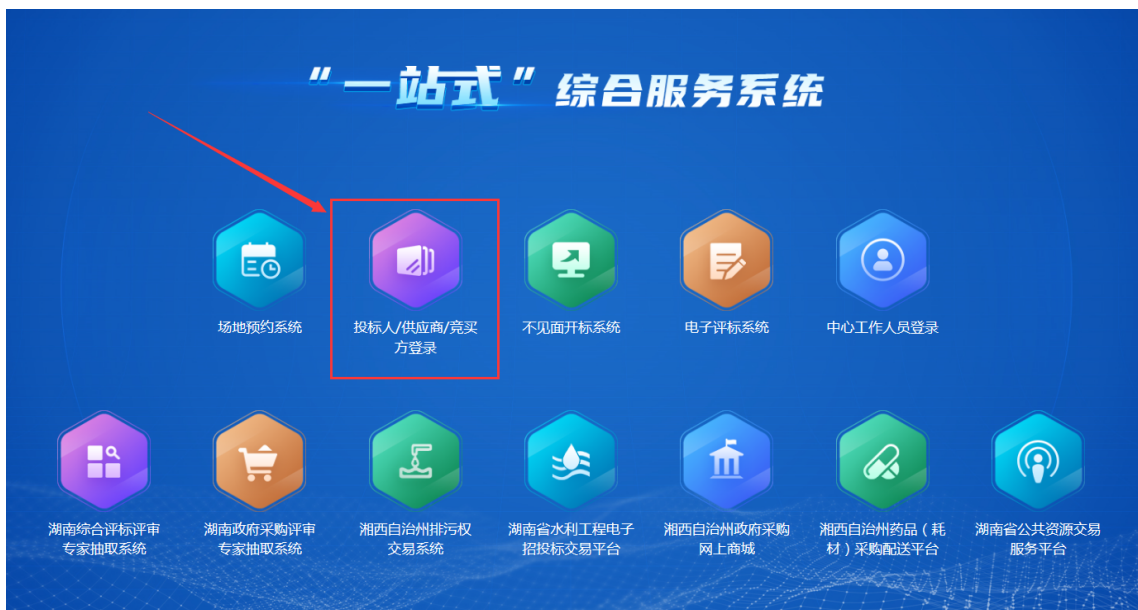 “一站式”综合服务系统
场地预约系统
投标人/供应商/竞买
方登录
不见面开标系统
电子评标系统
中心工作人员登录
湖南综合评标评审
专家抽取系统
湖南政府采购评审
专家抽取系统
湘西自治州排污权
交易系统
湖南省水利工程电子
招投标交易平台
湘西自治州政府采购
网上商城
湘西自治州药品（耗
材）采购配送平台
湖南省公共资源交易
服务平台